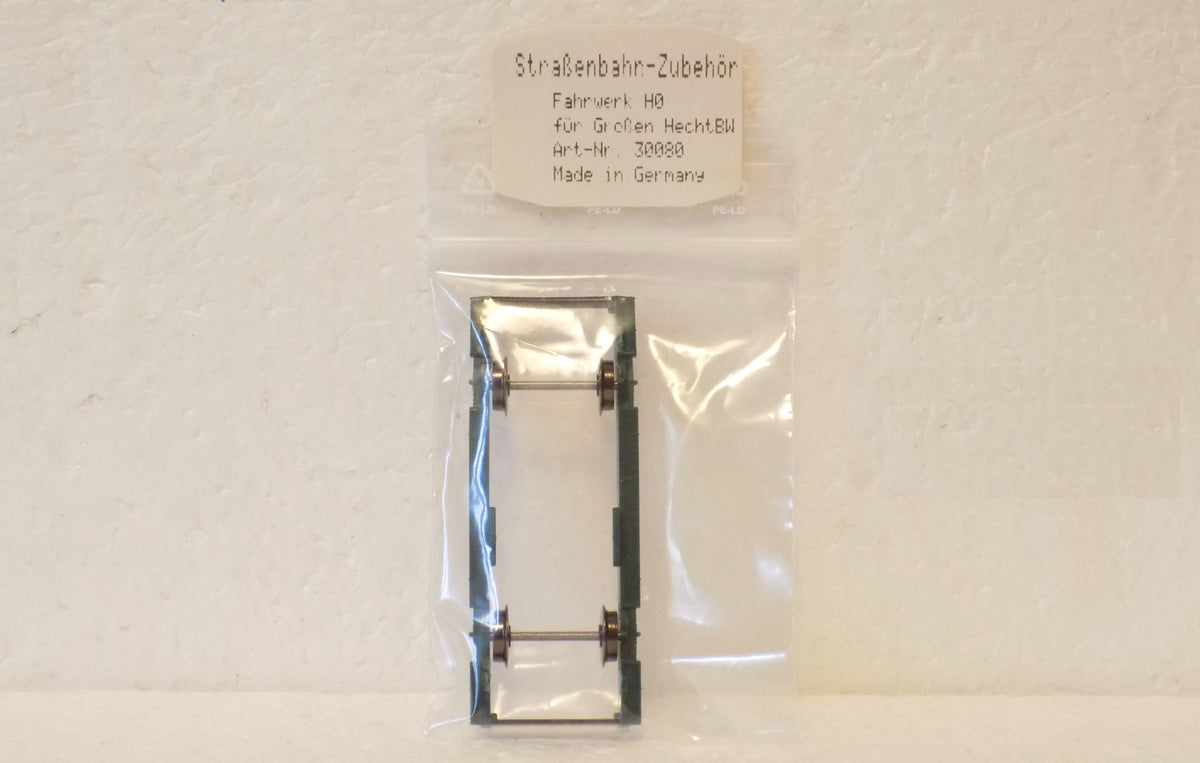 Straßenbahn-Zubehör
Fahrwerk H0
für Großen HechtBW
Art-Nr. 30080
Made in Germany
PE-LD PE-LD PE-LD